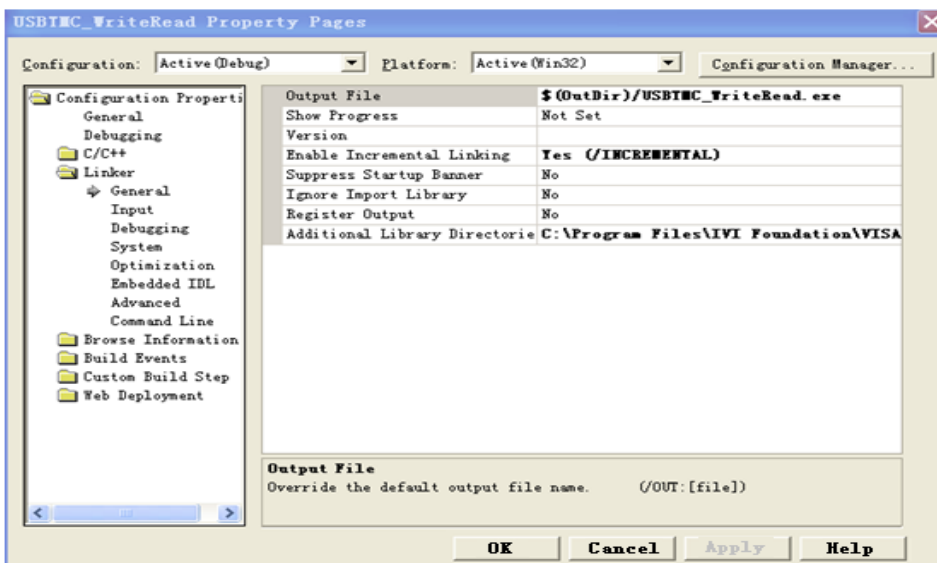 USBTMC_WriteRead Property Pages
Configuration: Active(Debug) Platform: Active(Win32) Configuration Manager...
Configuration Properti
General
Debugging
C/C++
Linker
General
Input
Debugging
System
Optimization
Embedded IDL
Advanced
Command Line
Browse Information
Build Events
Custom Build Step
Web Deployment
Output File $(OutDir)/USBTMC_WriteRead.exe
Show Progress Not Set
Version
Enable Incremental Linking Yes (/INCREMENTAL)
Suppress Startup Banner No
Ignore Import Library No
Register Output No
Additional Library Directorie C:\Program Files\IVI Foundation\VISA
Output File
Override the default output file name. (/OUT:[file])
OK Cancel Apply Help